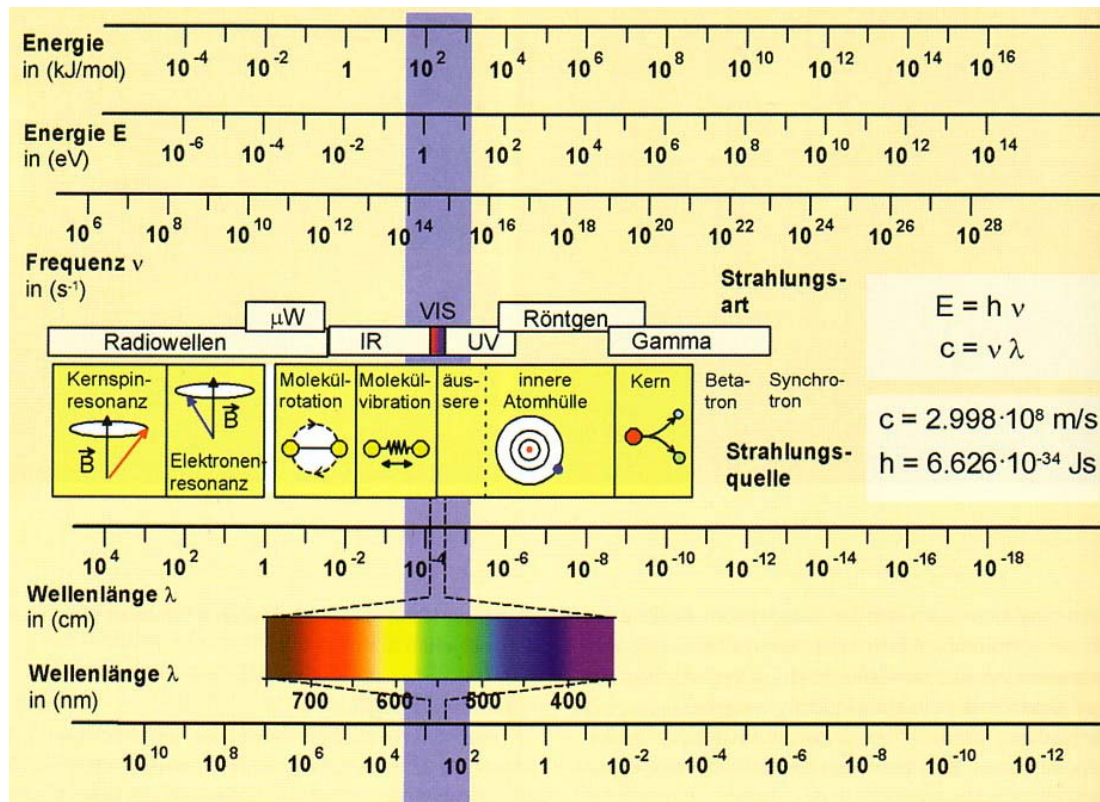 Energie
in (kJ/mol)
10⁻⁴ 10⁻² 1 10² 10⁴ 10⁶ 10⁸ 10¹⁰ 10¹² 10¹⁴ 10¹⁶
Energie E
in (eV)
10⁻⁶ 10⁻⁴ 10⁻² 1 10² 10⁴ 10⁶ 10⁸ 10¹⁰ 10¹² 10¹⁴
10⁶ 10⁸ 10¹⁰ 10¹² 10¹⁴ 10¹⁶ 10¹⁸ 10²⁰ 10²² 10²⁴ 10²⁶ 10²⁸
Frequenz ν
in (s⁻¹)
Strahlungs-
art
μW
VIS
Röntgen
Radiowellen
IR
UV
Gamma
E = h ν
c = ν λ
Kernspin-
resonanz
B
B
Elektronen-
resonanz
Molekül-
rotation
Molekül-
vibration
äus-
sere
innere
Atomhülle
Kern
Beta-
tron
Synchro-
tron
Strahlungs-
quelle
c = 2.998·10⁸ m/s
h = 6.626·10⁻³⁴ Js
10⁴ 10² 1 10⁻² 10⁻⁴ 10⁻⁶ 10⁻⁸ 10⁻¹⁰ 10⁻¹² 10⁻¹⁴ 10⁻¹⁶ 10⁻¹⁸
Wellenlänge λ
in (cm)
Wellenlänge λ
in (nm)
700 600 500 400
10¹⁰ 10⁸ 10⁶ 10⁴ 10² 1 10⁻² 10⁻⁴ 10⁻⁶ 10⁻⁸ 10⁻¹⁰ 10⁻¹²